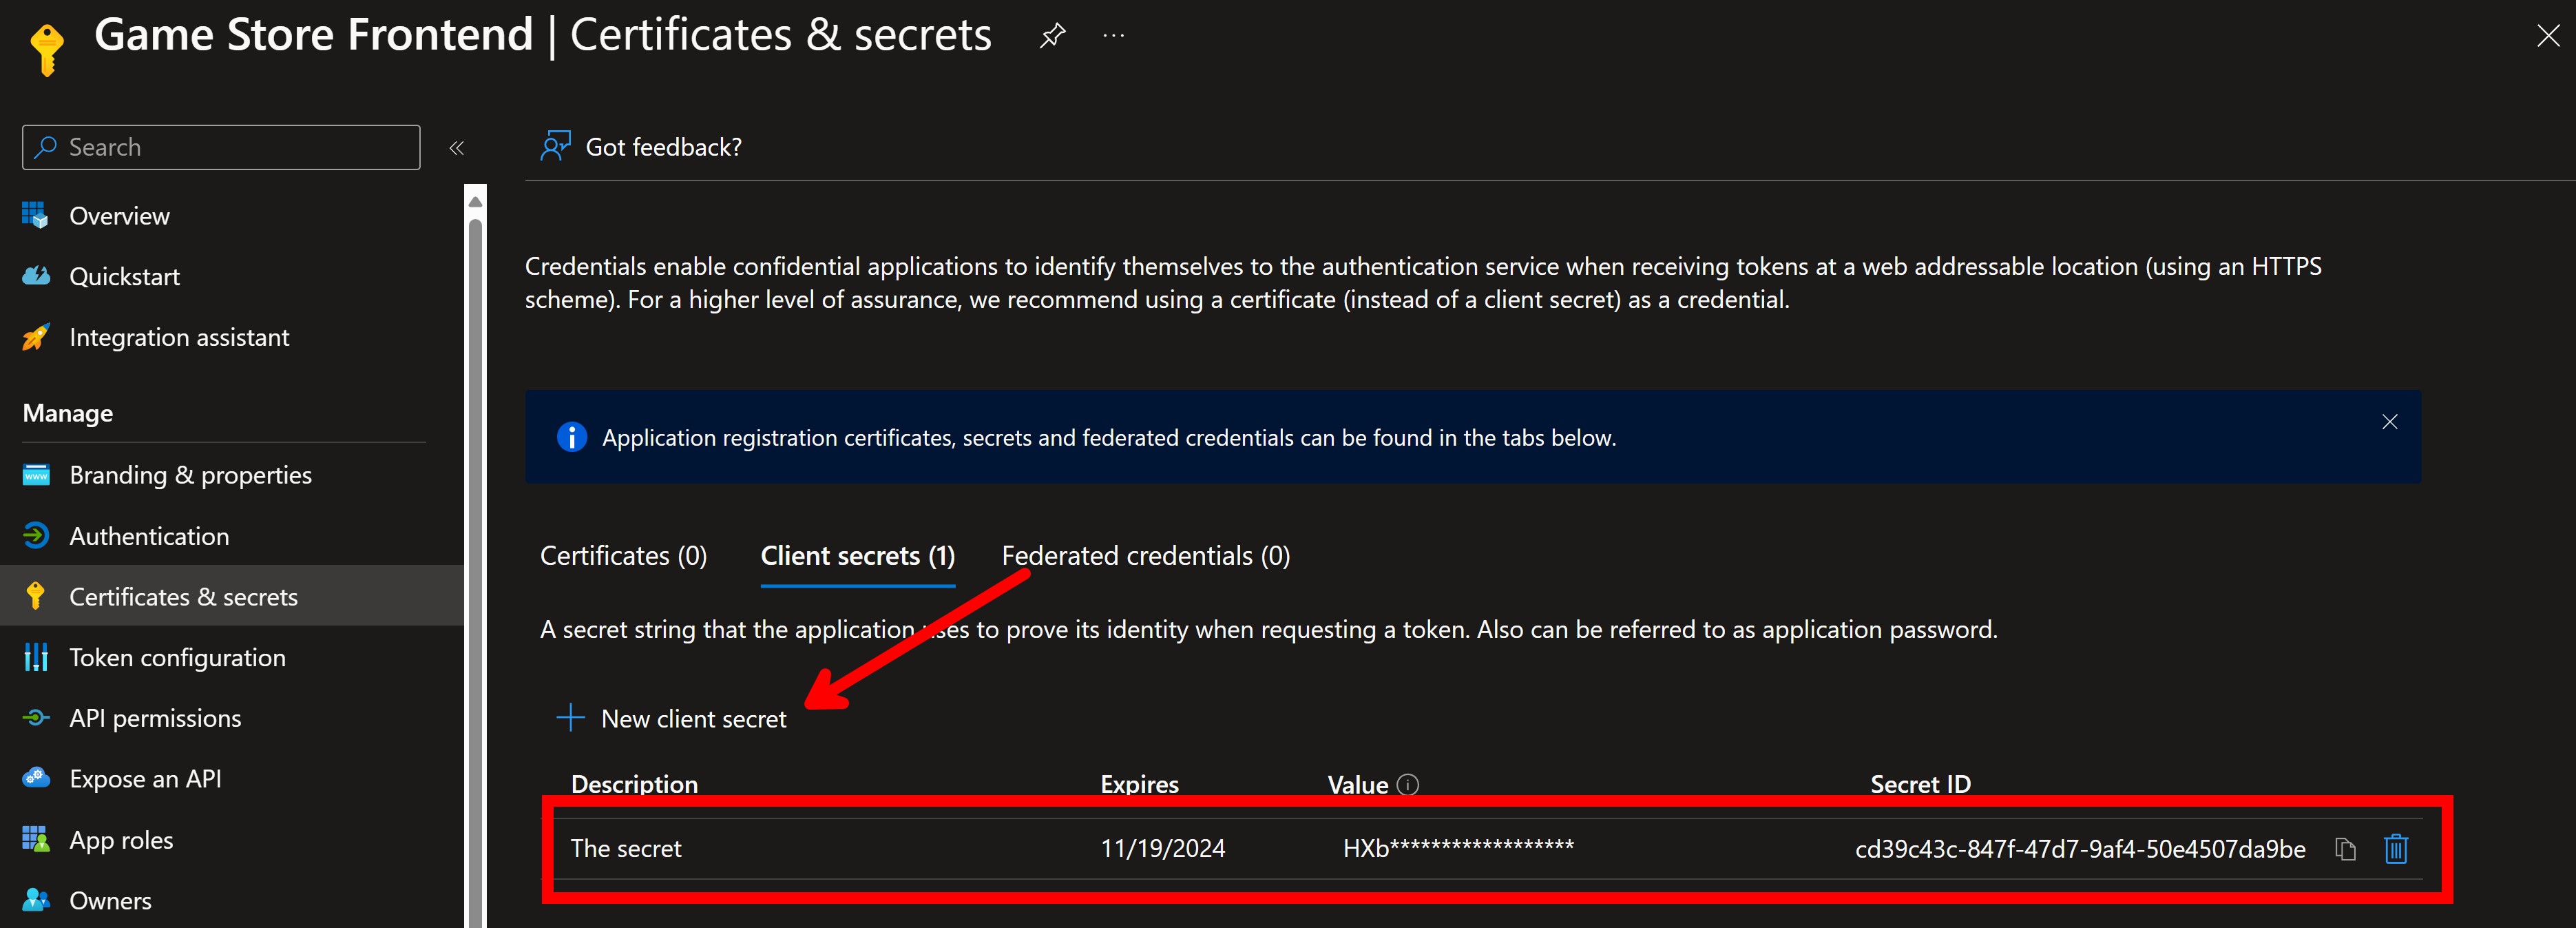 Game Store Frontend | Certificates & secrets
Search
Got feedback?
Overview
Quickstart
Integration assistant
Manage
Branding & properties
Authentication
Certificates & secrets
Token configuration
API permissions
Expose an API
App roles
Owners
Credentials enable confidential applications to identify themselves to the authentication service when receiving tokens at a web addressable location (using an HTTPS
scheme). For a higher level of assurance, we recommend using a certificate (instead of a client secret) as a credential.
Application registration certificates, secrets and federated credentials can be found in the tabs below.
Certificates (0) Client secrets (1) Federated credentials (0)
A secret string that the application uses to prove its identity when requesting a token. Also can be referred to as application password.
New client secret
Description Expires Value Secret ID
The secret 11/19/2024 HXb****************** cd39c43c-847f-47d7-9af4-50e4507da9be